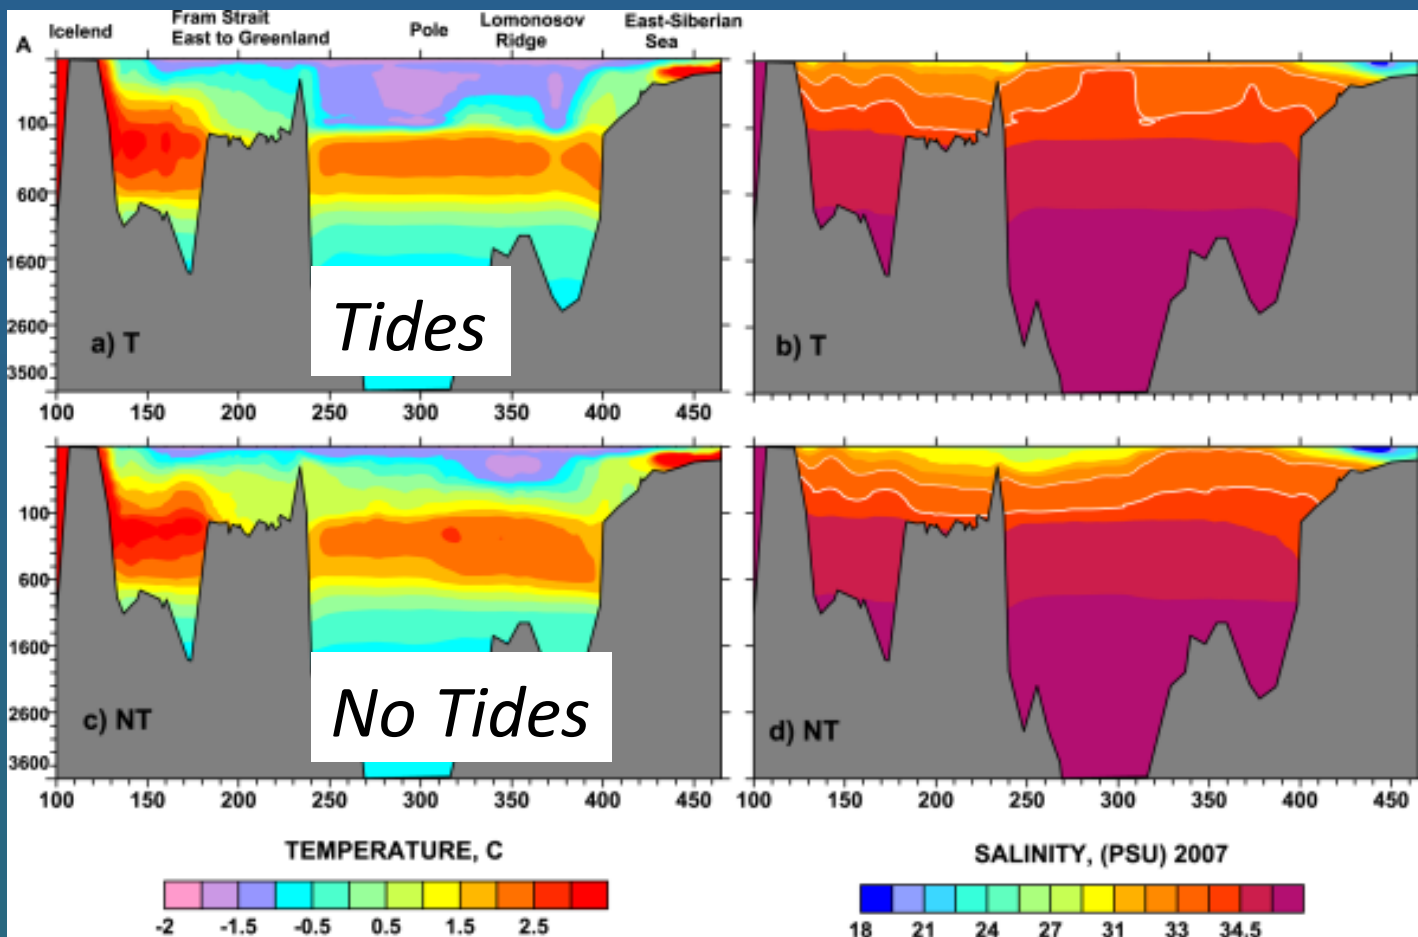 A
Icelend
Fram Strait
East to Greenland
Pole
Lomonosov
Ridge
East-Siberian
Sea
100
600
1600
2600
3500
a) T
Tides
b) T
100 150 200 250 300 350 400 450
100
600
1600
2600
3600
c) NT
No Tides
d) NT
100 150 200 250 300 350 400 450
100 150 200 250 300 350 400 450
TEMPERATURE, C
-2 -1.5 -0.5 0.5 1.5 2.5
SALINITY, (PSU) 2007
18 21 24 27 31 33 34.5